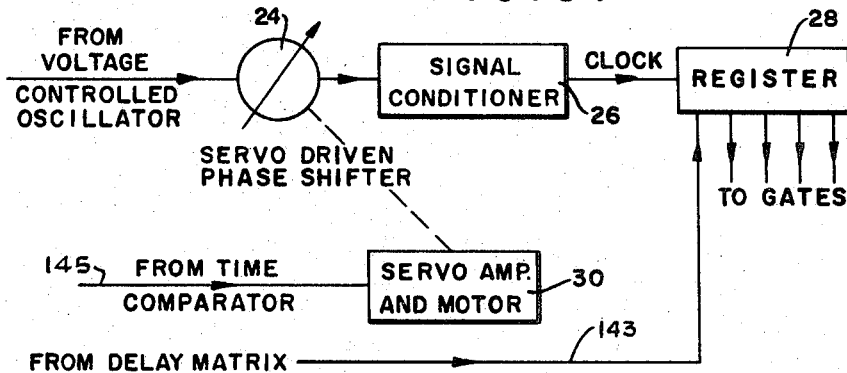 24
28
FROM
VOLTAGE
CONTROLLED
OSCILLATOR
SIGNAL
CONDITIONER
26
CLOCK
REGISTER
SERVO DRIVEN
PHASE SHIFTER
TO GATES
145
FROM TIME
COMPARATOR
SERVO AMP.
AND MOTOR
30
143
FROM DELAY MATRIX